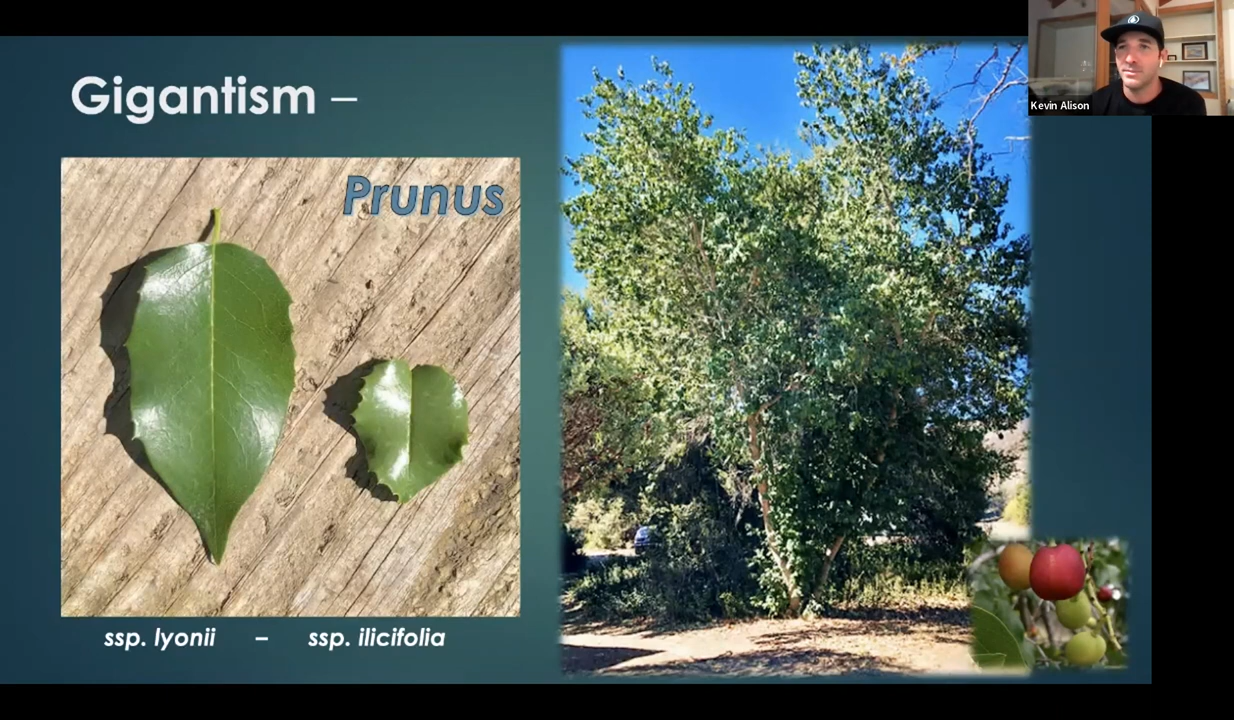 Gigantism –
Kevin Alison
Prunus
ssp. lyonii – ssp. ilicifolia